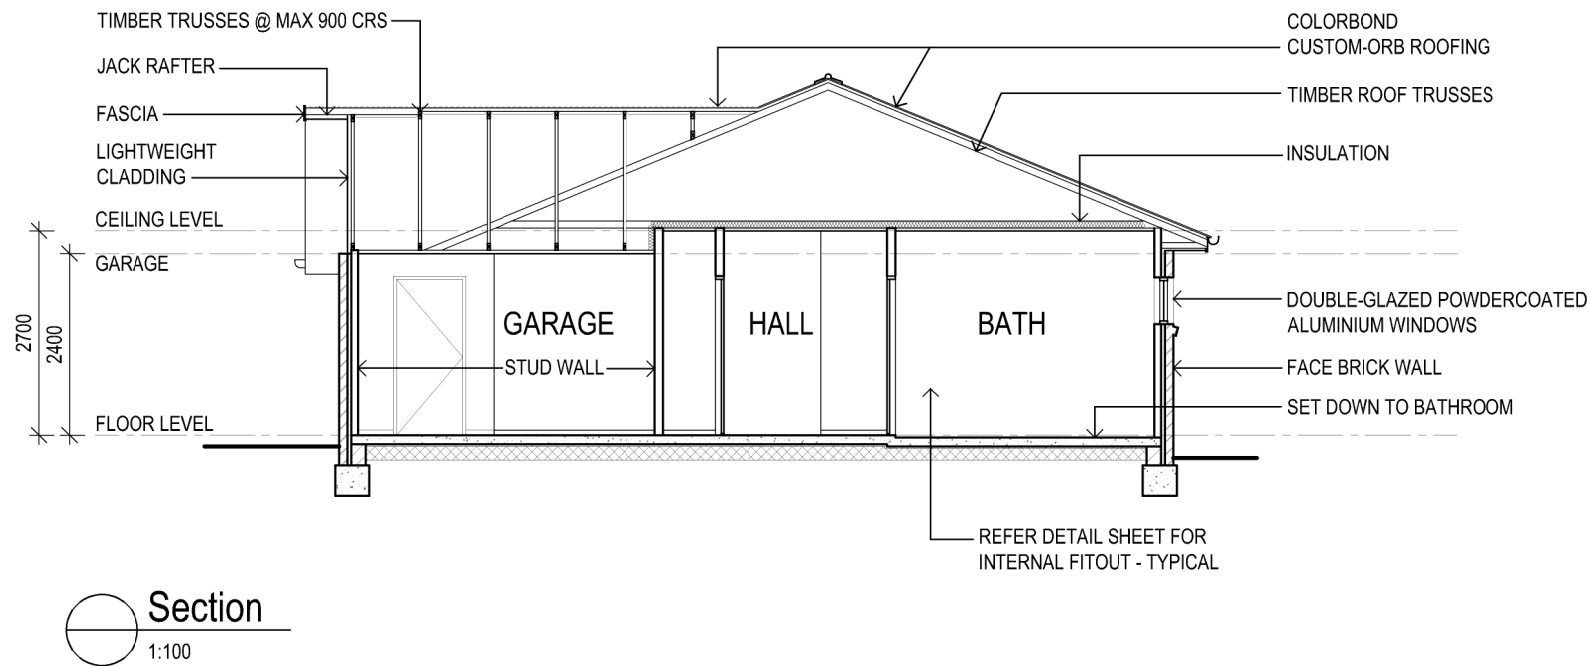 TIMBER TRUSSES @ MAX 900 CRS
JACK RAFTER
FASCIA
LIGHTWEIGHT
CLADDING
CEILING LEVEL
GARAGE
2700
2400
FLOOR LEVEL
COLORBOND
CUSTOM-ORB ROOFING
TIMBER ROOF TRUSSES
INSULATION
GARAGE
HALL
BATH
STUD WALL
DOUBLE-GLAZED POWDERCOATED
ALUMINIUM WINDOWS
FACE BRICK WALL
SET DOWN TO BATHROOM
REFER DETAIL SHEET FOR
INTERNAL FITOUT - TYPICAL
Section
1:100